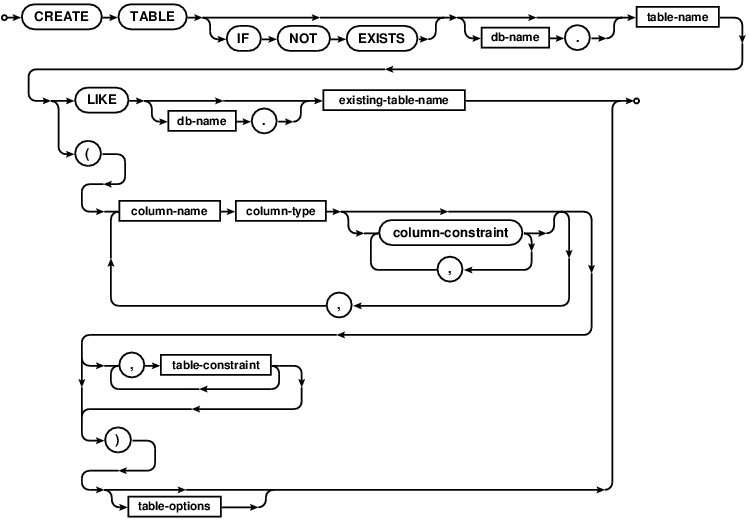 CREATE TABLE IF NOT EXISTS db-name . table-name
LIKE db-name . existing-table-name
(
column-name column-type column-constraint
,
,
, table-constraint
)
table-options